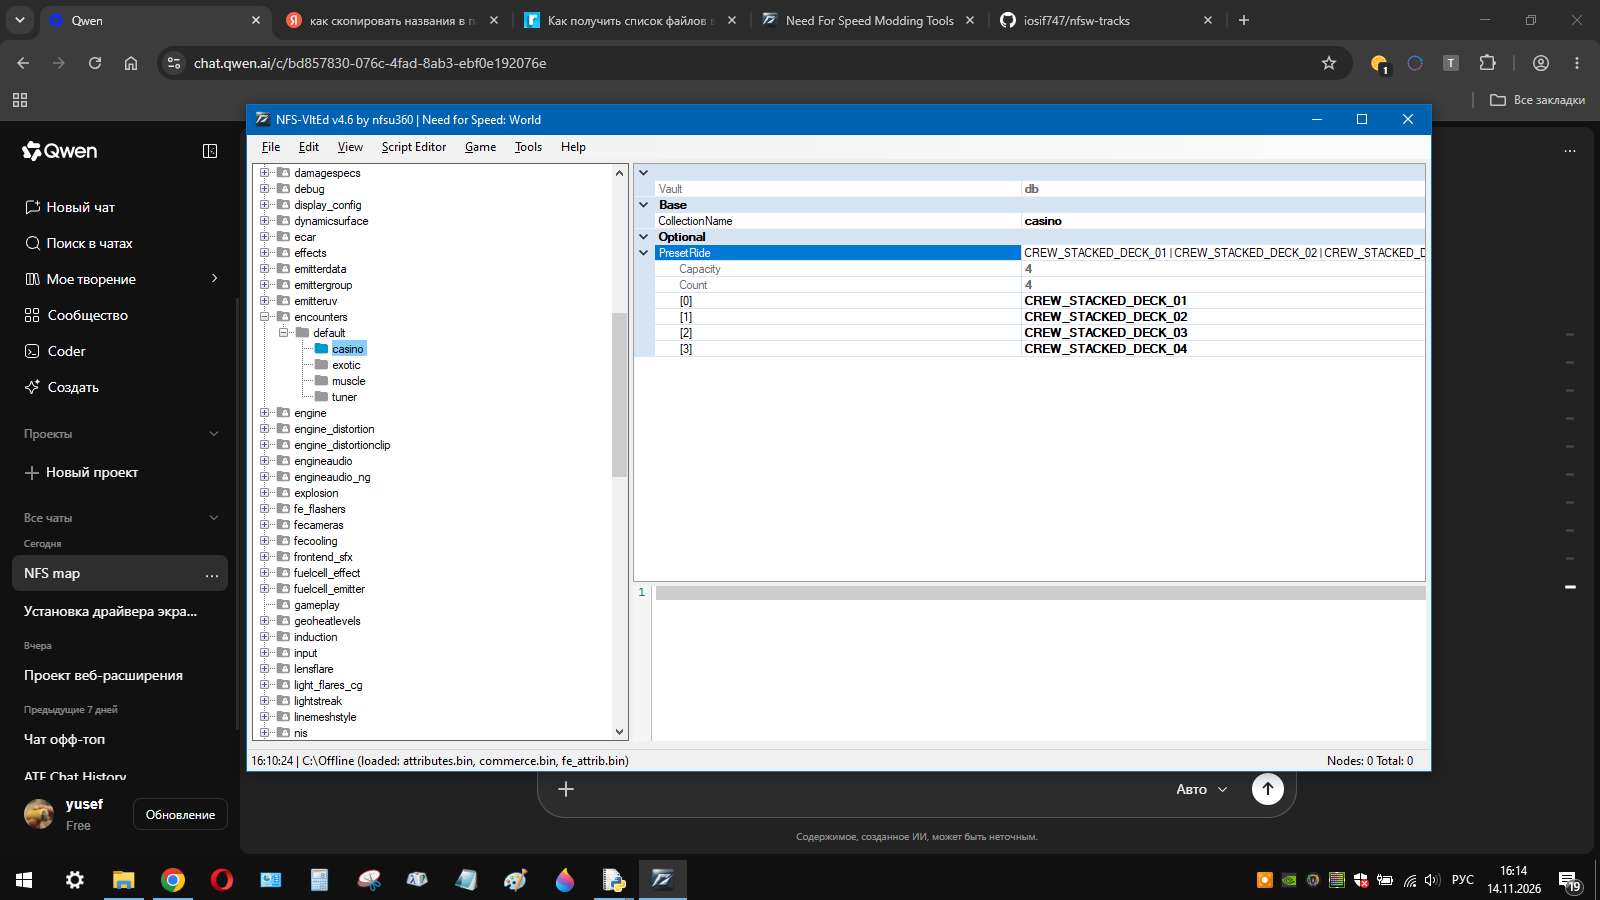 Qwen
как скопировать названия в п
Как получить список файлов в
Need For Speed Modding Tools
iosif747/nfsw-tracks
chat.qwen.ai/c/bd857830-076c-4fad-8ab3-ebf0e192076e
1
T
Все закладки
Qwen
Новый чат
Поиск в чатах
Мое творение
Сообщество
Coder
Создать
Проекты
Новый проект
Все чаты
Сегодня
NFS map
Установка драйвера экра...
Вчера
Проект веб-расширения
Предыдущие 7 дней
Чат офф-топ
ATF Chat History
yusef
Free
Обновление
NFS-VltEd v4.6 by nfsu360 | Need for Speed: World
File Edit View Script Editor Game Tools Help
damagespecs
debug
display_config
dynamicsurface
ecar
effects
emitterdata
emittergroup
emitteruv
encounters
default
casino
exotic
muscle
tuner
engine
engine_distortion
engine_distortionclip
engineaudio
engineaudio_ng
explosion
fe_flashers
fecameras
fecooling
frontend_sfx
fuelcell_effect
fuelcell_emitter
gameplay
geoheatlevels
induction
input
lensflare
light_flares_cg
lightstreak
linemeshstyle
nis
Vault db
Base
CollectionName casino
Optional
PresetRide CREW_STACKED_DECK_01 | CREW_STACKED_DECK_02 | CREW_STACKED_D
Capacity 4
Count 4
[0] CREW_STACKED_DECK_01
[1] CREW_STACKED_DECK_02
[2] CREW_STACKED_DECK_03
[3] CREW_STACKED_DECK_04
1
16:10:24 | C:\Offline (loaded: attributes.bin, commerce.bin, fe_attrib.bin)
Nodes: 0 Total: 0
Авто
Содержимое, созданное ИИ, может быть неточным.
РУС
16:14
14.11.2026
19